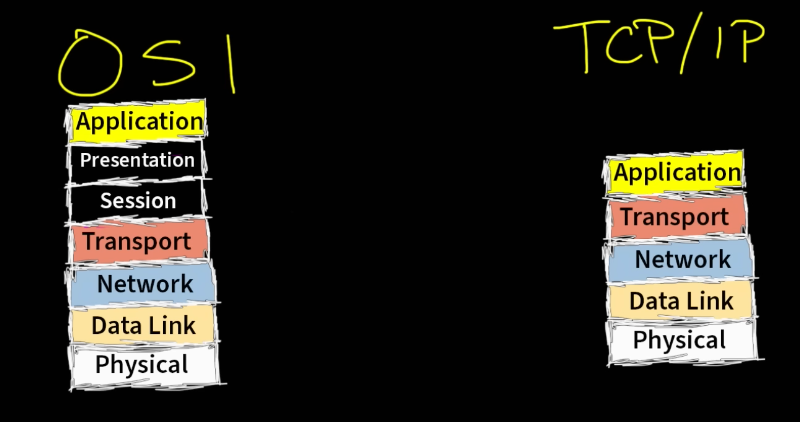 OSI
Application
Presentation
Session
Transport
Network
Data Link
Physical
TCP/IP
Application
Transport
Network
Data Link
Physical